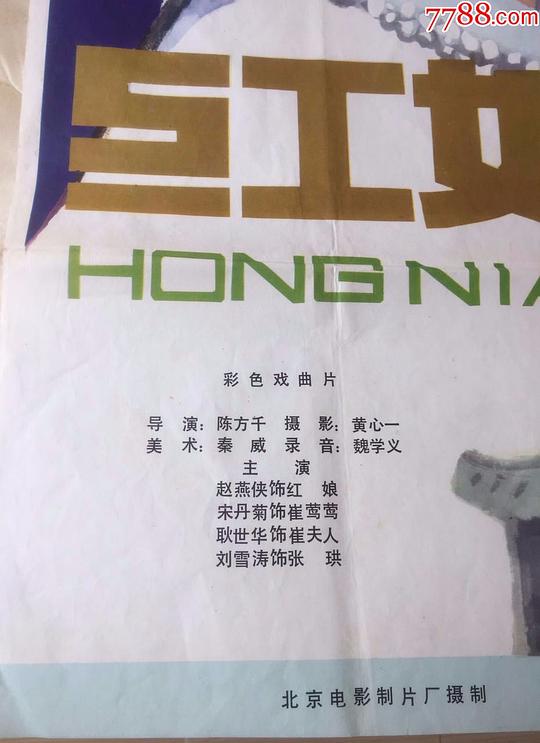 7788.com
红娘
HONG NIA
彩色戏曲片
导 演：陈方千 摄 影：黄心一
美 术：秦 威 录 音：魏学义
主 演
赵燕侠饰红 娘
宋丹菊饰崔莺莺
耿世华饰崔夫人
刘雪涛饰张 珙
北京电影制片厂摄制